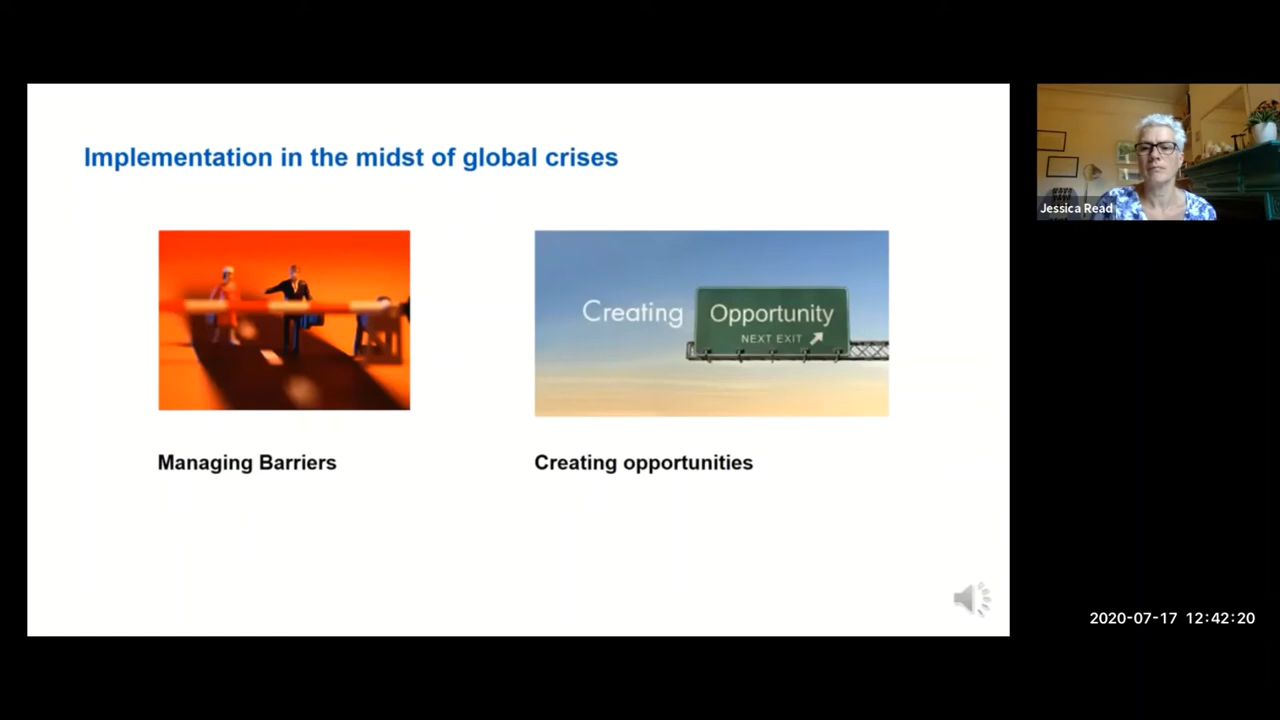 Implementation in the midst of global crises
Creating Opportunity
NEXT EXIT
Managing Barriers
Creating opportunities
Jessica Read
2020-07-17 12:42:20